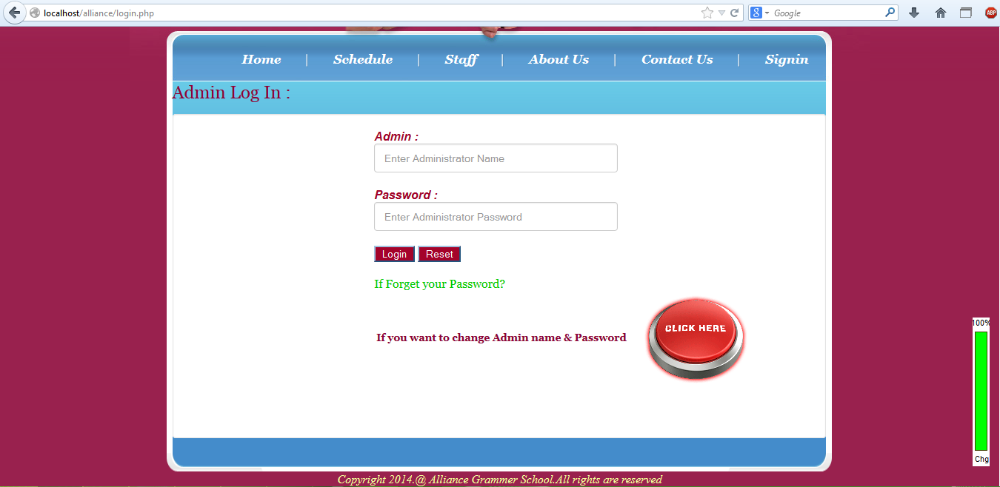 localhost/alliance/login.php
8 Google
ABP
Home | Schedule | Staff | About Us | Contact Us | Signin
Admin Log In :
Admin :
Enter Administrator Name
Password :
Enter Administrator Password
Login Reset
If Forget your Password?
CLICK HERE
If you want to change Admin name & Password
100%
Chg
Copyright 2014.@ Alliance Grammer School.All rights are reserved